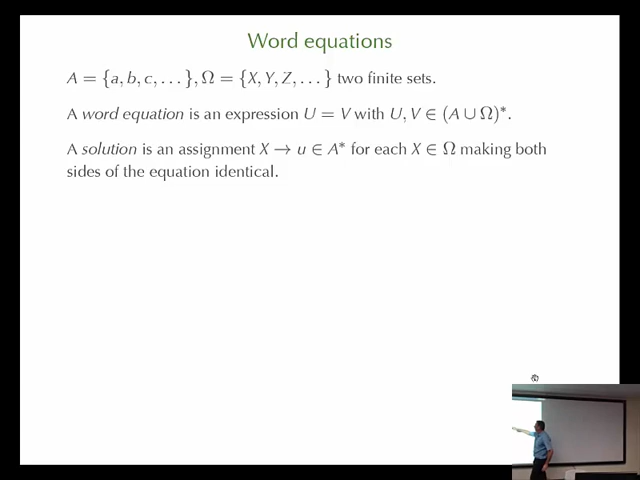 Word equations
A = {a, b, c, . . . }, Ω = {X, Y, Z, . . . } two finite sets.
A word equation is an expression U = V with U, V ∈ (A ∪ Ω)*.
A solution is an assignment X → u ∈ A* for each X ∈ Ω making both
sides of the equation identical.